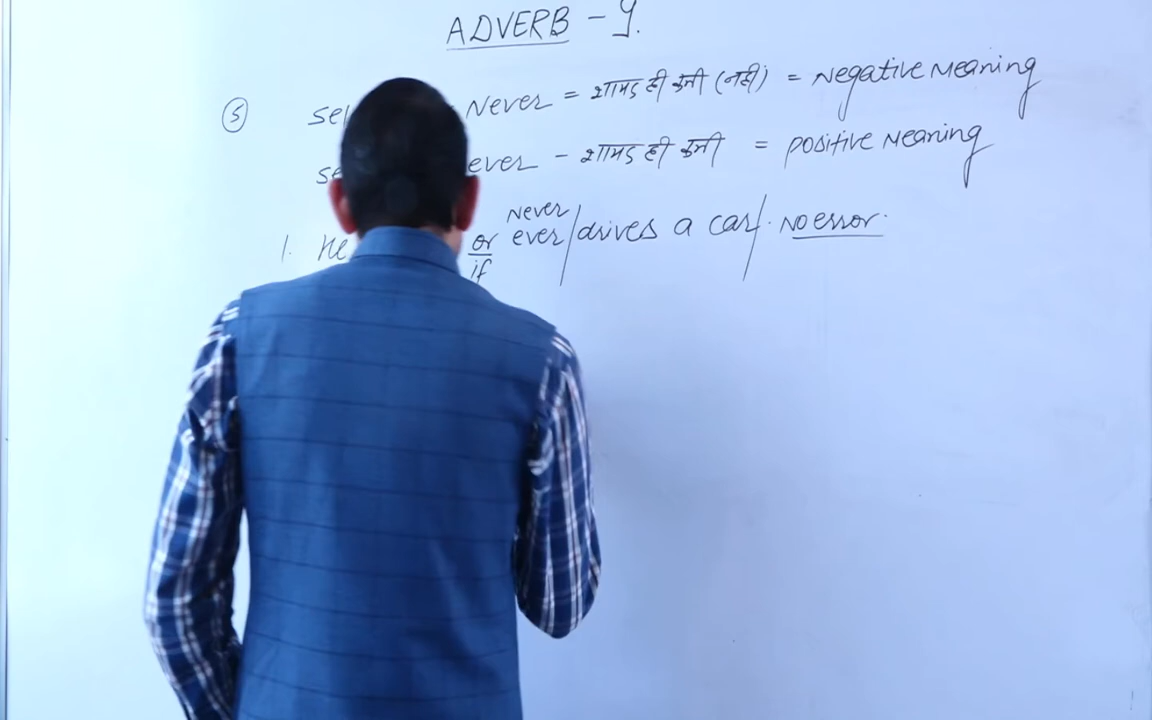 ADVERB - 9.
(5) Never = शायद ही कभी (नहीं) = Negative Meaning
ever - शायद ही कभी = positive Meaning
Never
1. He or ever/drives a car/. No error.
if